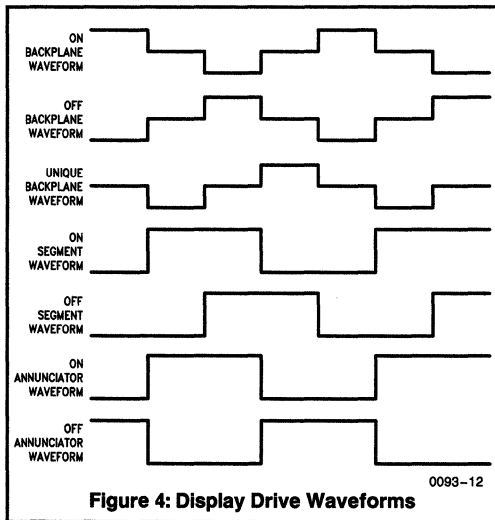 ON
BACKPLANE
WAVEFORM
OFF
BACKPLANE
WAVEFORM
UNIQUE
BACKPLANE
WAVEFORM
ON
SEGMENT
WAVEFORM
OFF
SEGMENT
WAVEFORM
ON
ANNUNCIATOR
WAVEFORM
OFF
ANNUNCIATOR
WAVEFORM
0093-12
Figure 4: Display Drive Waveforms